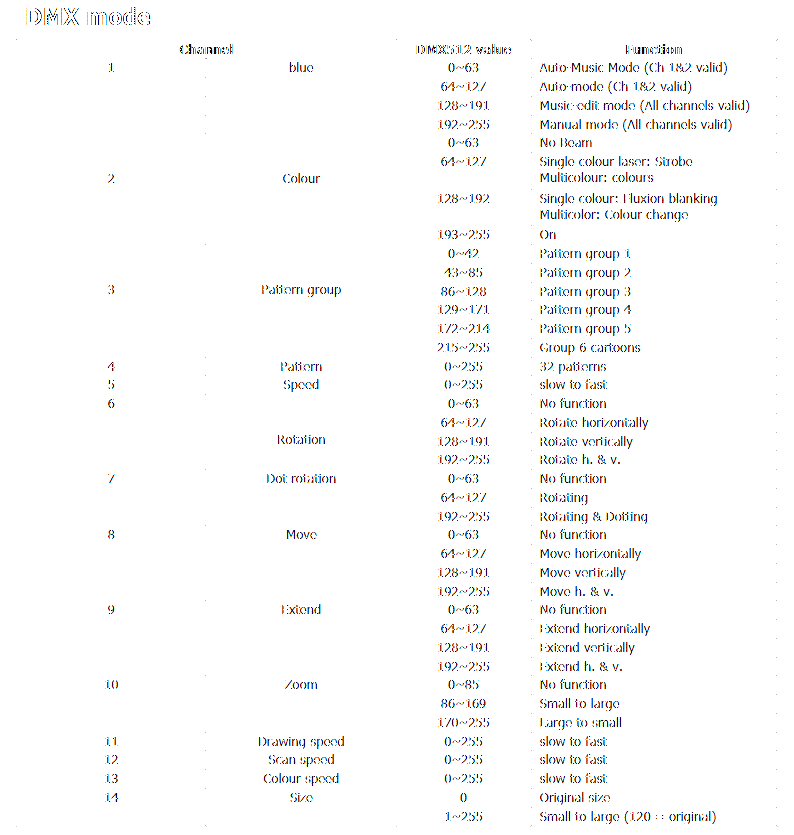 DMX mode
Channel DMX512 value Function
1 blue 0~63 Auto-Music Mode (Ch 1&2 valid)
64~127 Auto-mode (Ch 1&2 valid)
128~191 Music-edit mode (All channels valid)
192~255 Manual mode (All channels valid)
0~63 No Beam
64~127 Single colour laser: Strobe
2 Colour Multicolour: colours
128~192 Single colour: Fluxion blanking
Multicolor: Colour change
193~255 On
0~42 Pattern group 1
43~85 Pattern group 2
3 Pattern group 86~128 Pattern group 3
129~171 Pattern group 4
172~214 Pattern group 5
215~255 Group 6 cartoons
4 Pattern 0~255 32 patterns
5 Speed 0~255 slow to fast
6 0~63 No function
64~127 Rotate horizontally
Rotation 128~191 Rotate vertically
192~255 Rotate h. & v.
7 Dot rotation 0~63 No function
64~127 Rotating
192~255 Rotating & Dotting
8 Move 0~63 No function
64~127 Move horizontally
128~191 Move vertically
192~255 Move h. & v.
9 Extend 0~63 No function
64~127 Extend horizontally
128~191 Extend vertically
192~255 Extend h. & v.
10 Zoom 0~85 No function
86~169 Small to large
170~255 Large to small
11 Drawing speed 0~255 slow to fast
12 Scan speed 0~255 slow to fast
13 Colour speed 0~255 slow to fast
14 Size 0 Original size
1~255 Small to large (120 = original)